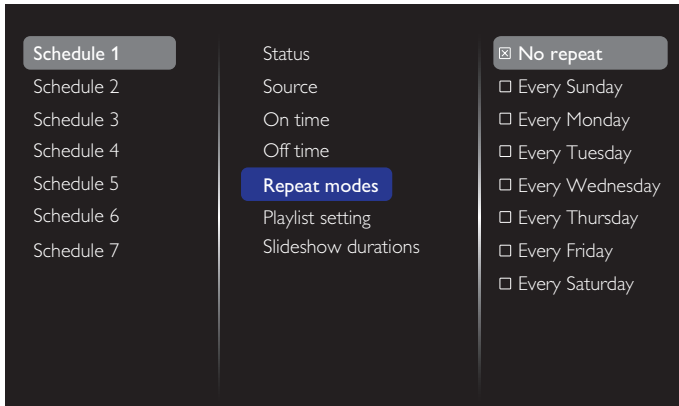 Schedule 1
Schedule 2
Schedule 3
Schedule 4
Schedule 5
Schedule 6
Schedule 7
Status
Source
On time
Off time
Repeat modes
Playlist setting
Slideshow durations
No repeat
Every Sunday
Every Monday
Every Tuesday
Every Wednesday
Every Thursday
Every Friday
Every Saturday